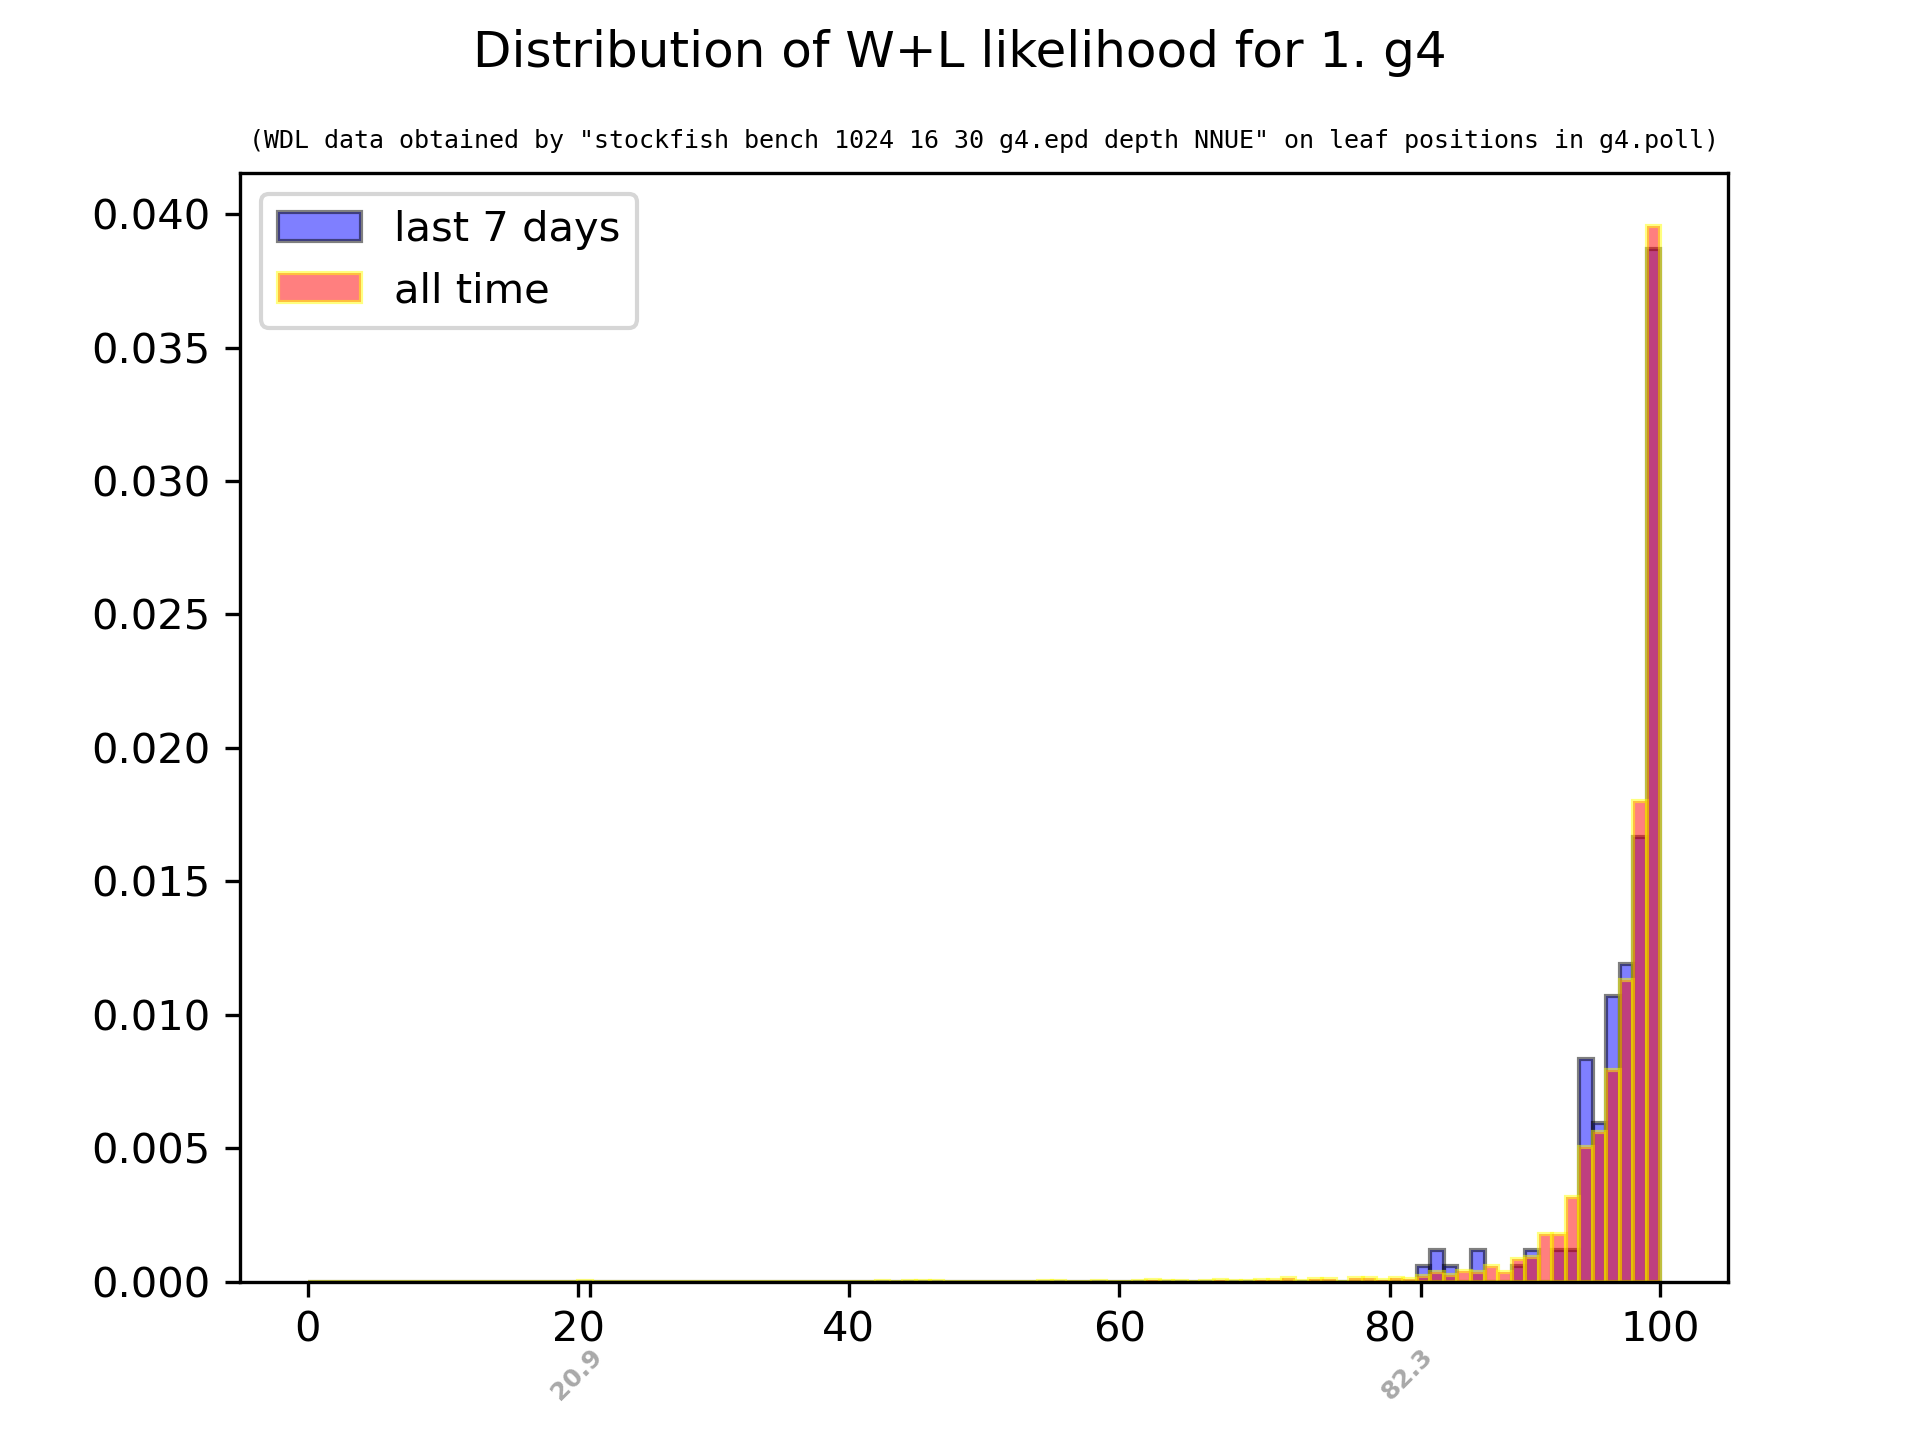 Distribution of W+L likelihood for 1. g4
(WDL data obtained by "stockfish bench 1024 16 30 g4.epd depth NNUE" on leaf positions in g4.poll)
last 7 days
all time
0.040
0.035
0.030
0.025
0.020
0.015
0.010
0.005
0.000
0 20 40 60 80 100
20.9 82.3